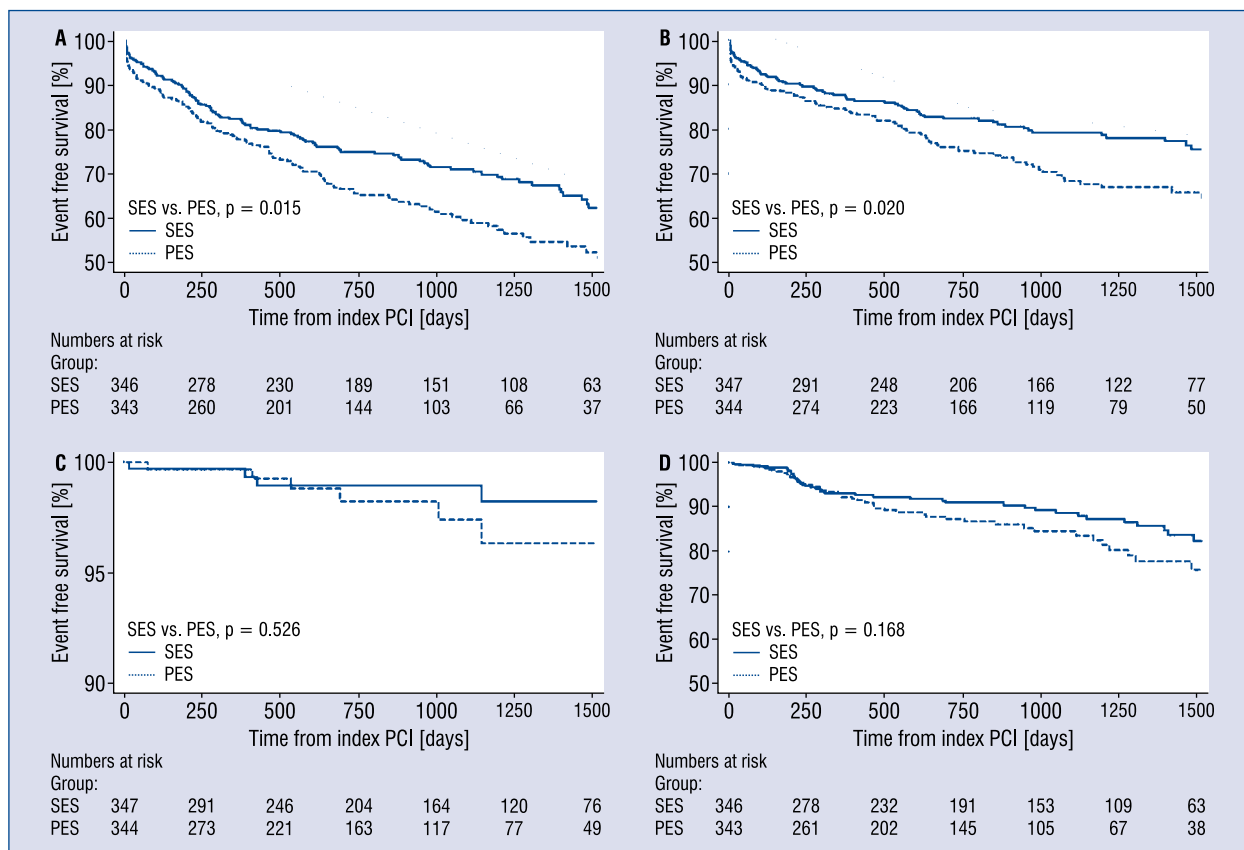 A
100
90
80
70
60
50
Event free survival [%]
SES vs. PES, p = 0.015
SES
PES
0 250 500 750 1000 1250 1500
Time from index PCI [days]
Numbers at risk
Group:
SES 346 278 230 189 151 108 63
PES 343 260 201 144 103 66 37
B
100
90
80
70
60
50
Event free survival [%]
SES vs. PES, p = 0.020
SES
PES
0 250 500 750 1000 1250 1500
Time from index PCI [days]
Numbers at risk
Group:
SES 347 291 248 206 166 122 77
PES 344 274 223 166 119 79 50
C
100
95
90
Event free survival [%]
SES vs. PES, p = 0.526
SES
PES
0 250 500 750 1000 1250 1500
Time from index PCI [days]
Numbers at risk
Group:
SES 347 291 246 204 164 120 76
PES 344 273 221 163 117 77 49
D
100
90
80
70
60
50
Event free survival [%]
SES vs. PES, p = 0.168
SES
PES
0 250 500 750 1000 1250 1500
Time from index PCI [days]
Numbers at risk
Group:
SES 346 278 232 191 153 109 63
PES 343 261 202 145 105 67 38